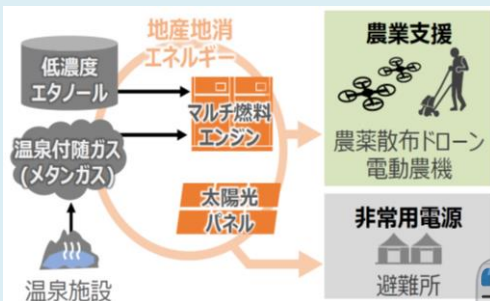 地産地消
エネルギー
低濃度
エタノール
マルチ燃料
エンジン
温泉付随ガス
(メタンガス)
太陽光
パネル
温泉施設
農業支援
農薬散布ドローン
電動農機
非常用電源
避難所